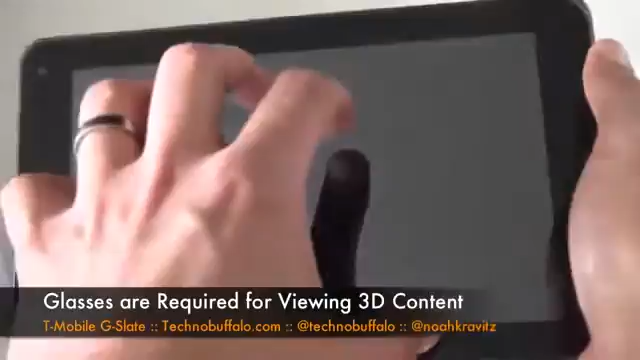 Glasses are Required for Viewing 3D Content
T-Mobile G-Slate :: Technobuffalo.com :: @technobuffalo :: @noahkravitz